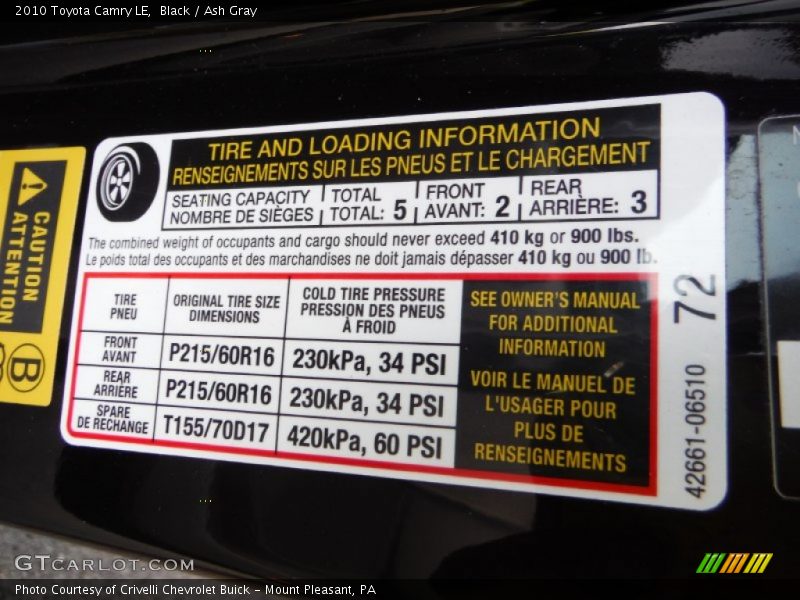 2010 Toyota Camry LE, Black / Ash Gray
TIRE AND LOADING INFORMATION
RENSEIGNEMENTS SUR LES PNEUS ET LE CHARGEMENT
SEATING CAPACITY TOTAL FRONT REAR
NOMBRE DE SIÈGES TOTAL: 5 AVANT: 2 ARRIÈRE: 3
The combined weight of occupants and cargo should never exceed 410 kg or 900 lbs.
Le poids total des occupants et des marchandises ne doit jamais dépasser 410 kg ou 900 lb.
TIRE
PNEU
ORIGINAL TIRE SIZE
DIMENSIONS
COLD TIRE PRESSURE
PRESSION DES PNEUS
À FROID
FRONT
AVANT
P215/60R16
230kPa, 34 PSI
REAR
ARRIÈRE
P215/60R16
230kPa, 34 PSI
SPARE
DE RECHANGE
T155/70D17
420kPa, 60 PSI
SEE OWNER'S MANUAL
FOR ADDITIONAL
INFORMATION
VOIR LE MANUEL DE
L'USAGER POUR
PLUS DE
RENSEIGNEMENTS
72
42661-06510
CAUTION
ATTENTION
B
GTCARLOT.COM
Photo Courtesy of Crivelli Chevrolet Buick - Mount Pleasant, PA